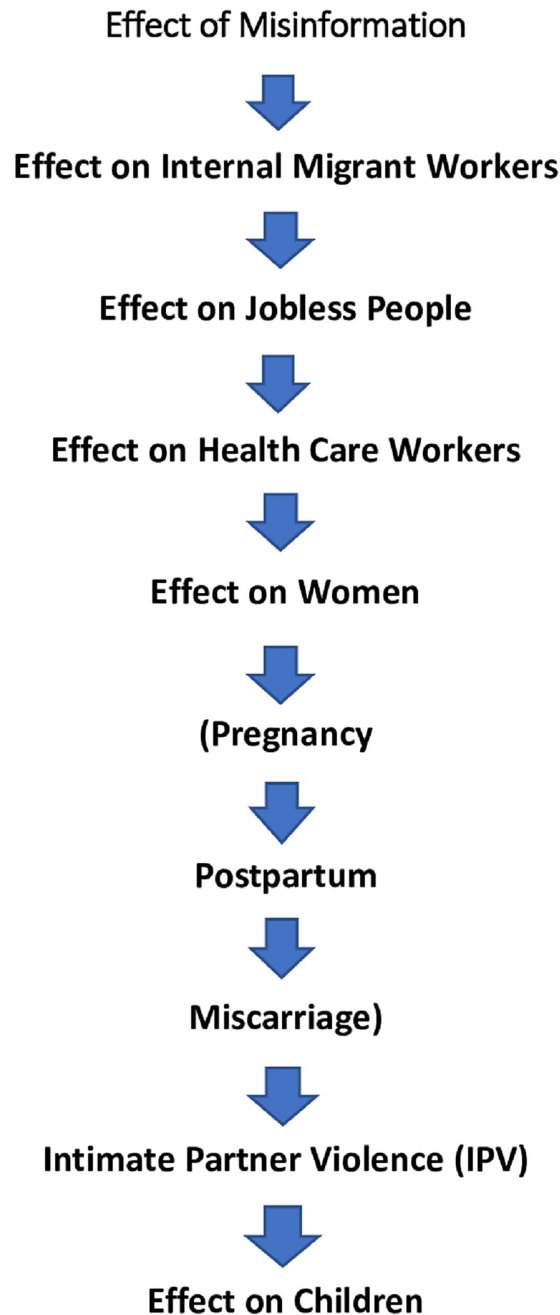 Effect of Misinformation
Effect on Internal Migrant Workers
Effect on Jobless People
Effect on Health Care Workers
Effect on Women
(Pregnancy
Postpartum
Miscarriage)
Intimate Partner Violence (IPV)
Effect on Children